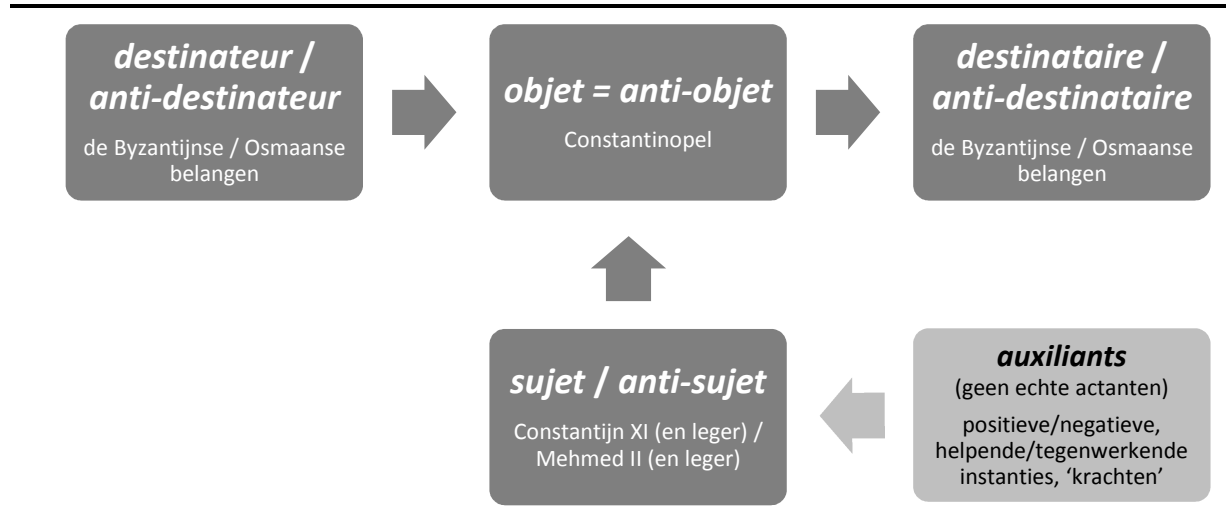 destinateur /
anti-destinateur
de Byzantijnse / Osmaanse
belangen
objet = anti-objet
Constantinopel
destinataire /
anti-destinataire
de Byzantijnse / Osmaanse
belangen
sujet / anti-sujet
Constantijn XI (en leger) /
Mehmed II (en leger)
auxiliants
(geen echte actanten)
positieve/negatieve,
helpende/tegenwerkende
instanties, ‘krachten’